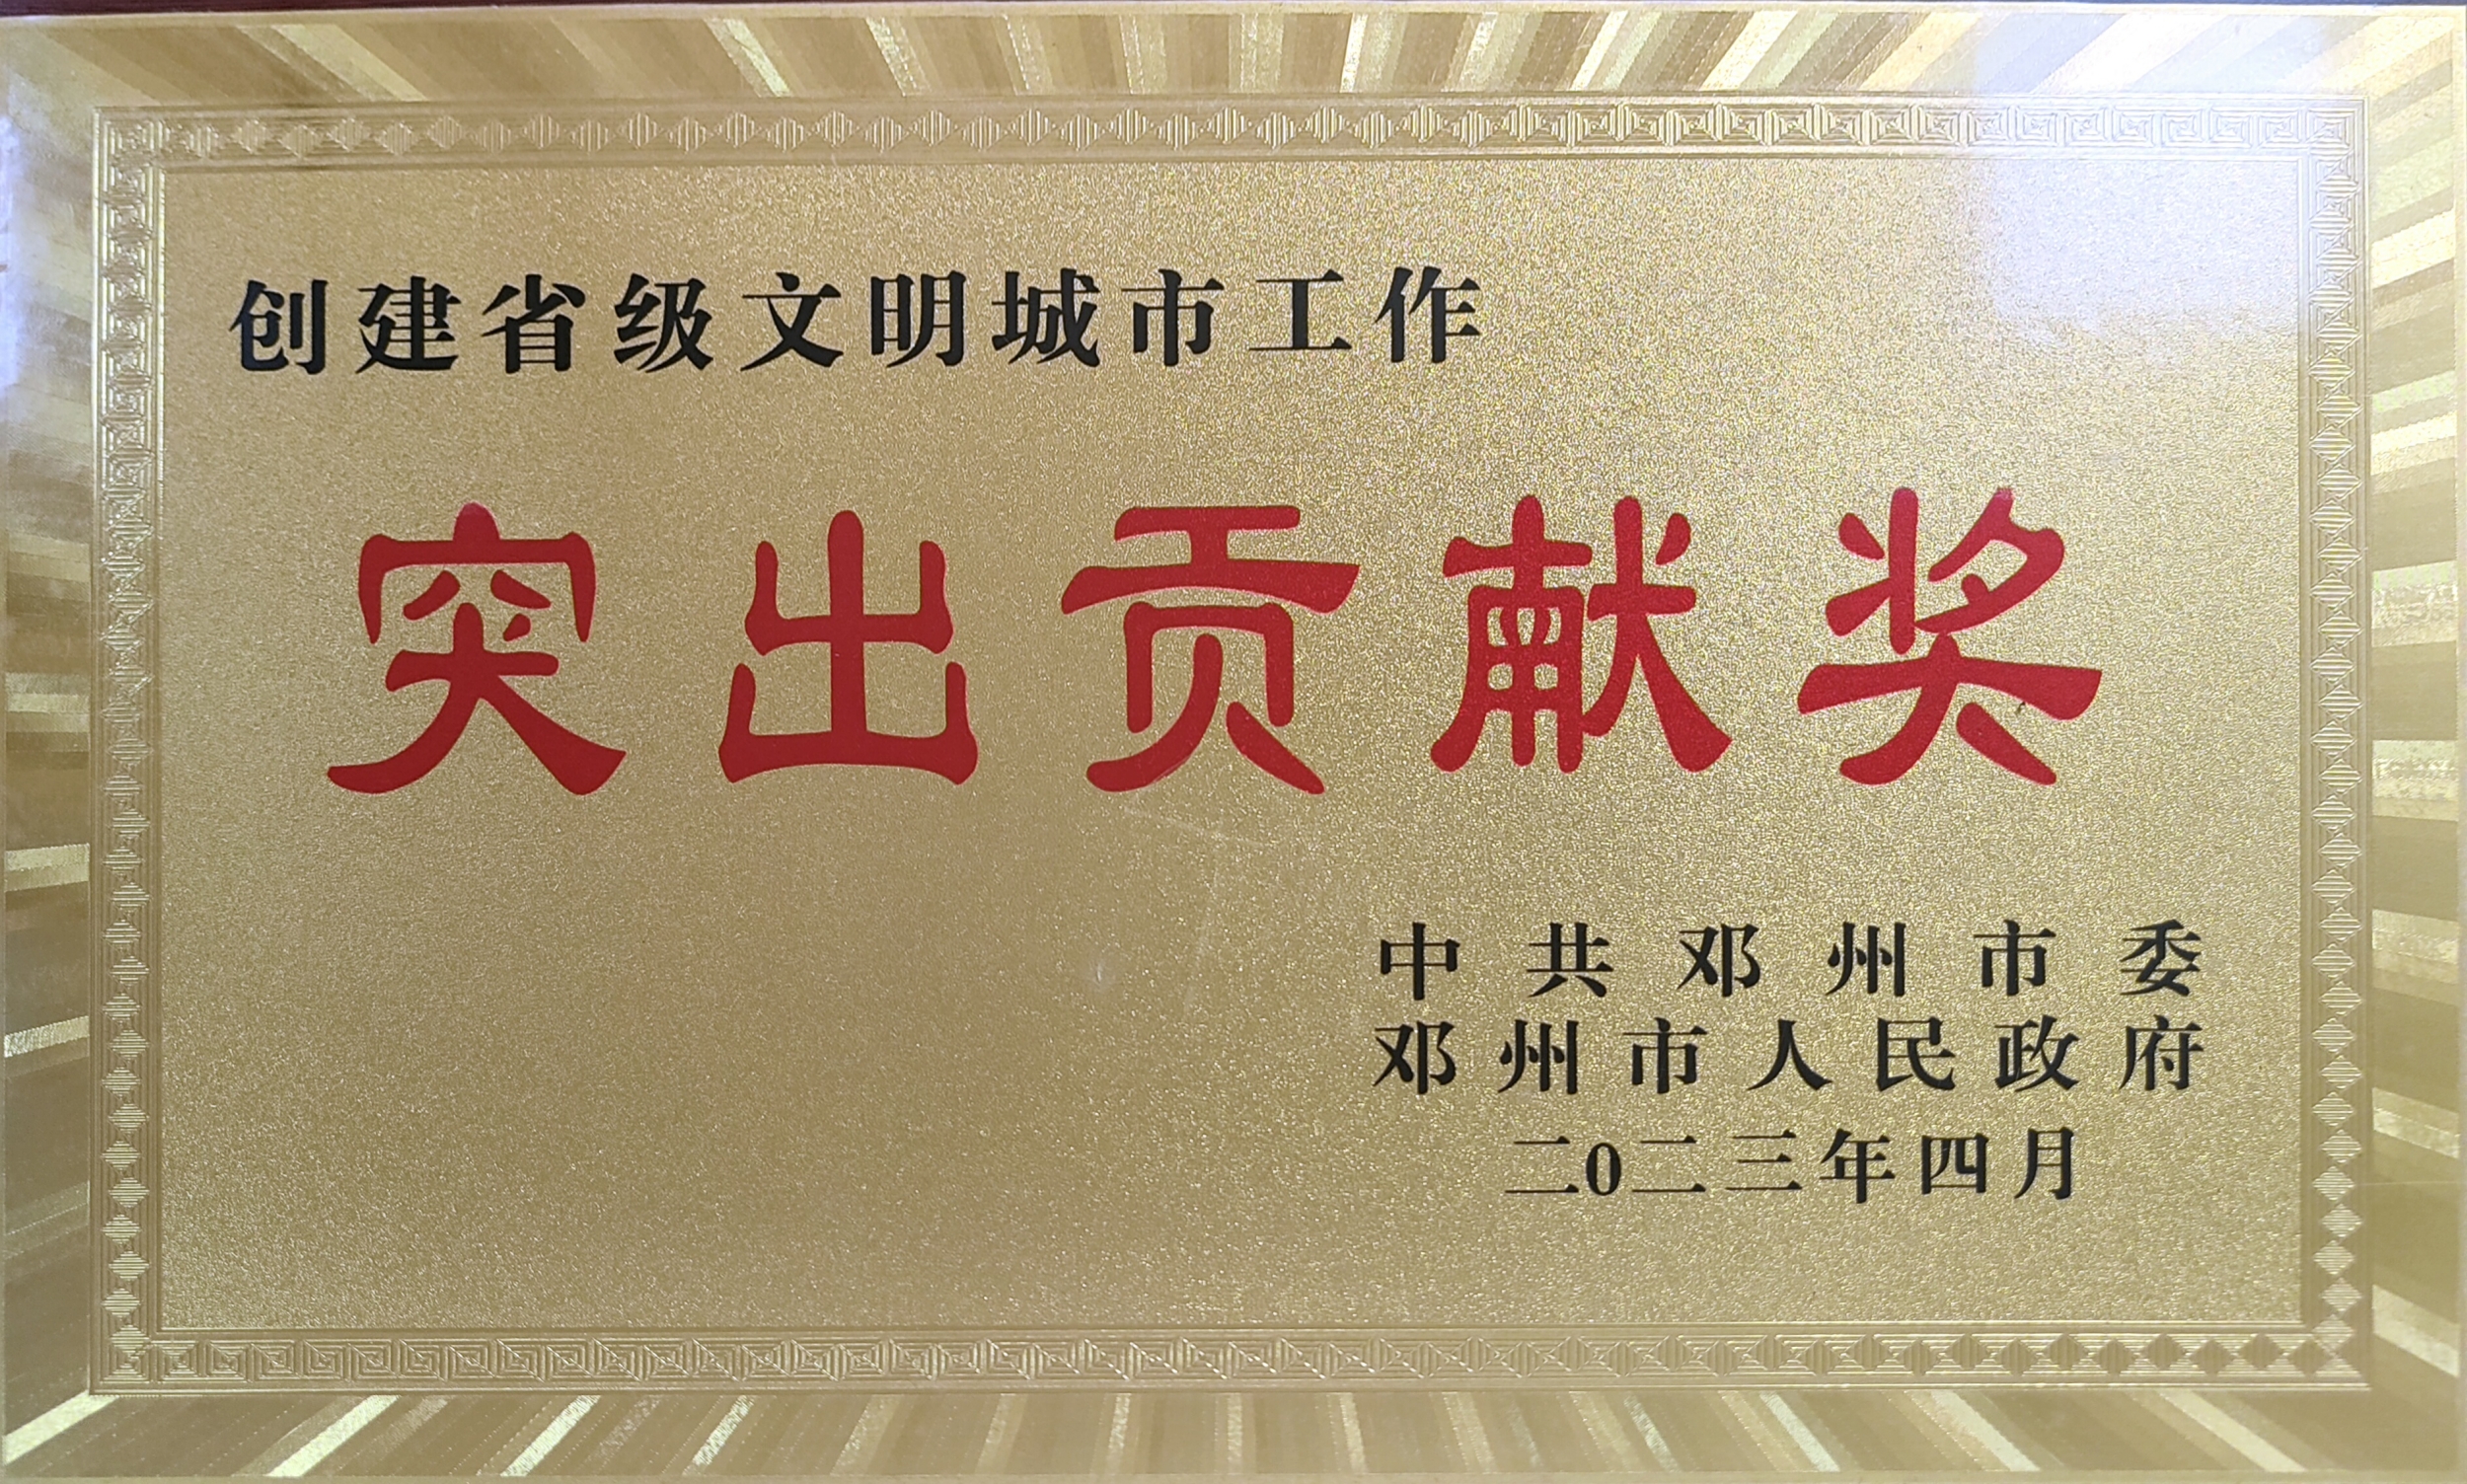 创建省级文明城市工作
突出贡献奖
中共邓州市委
邓州市人民政府
二0二三年四月